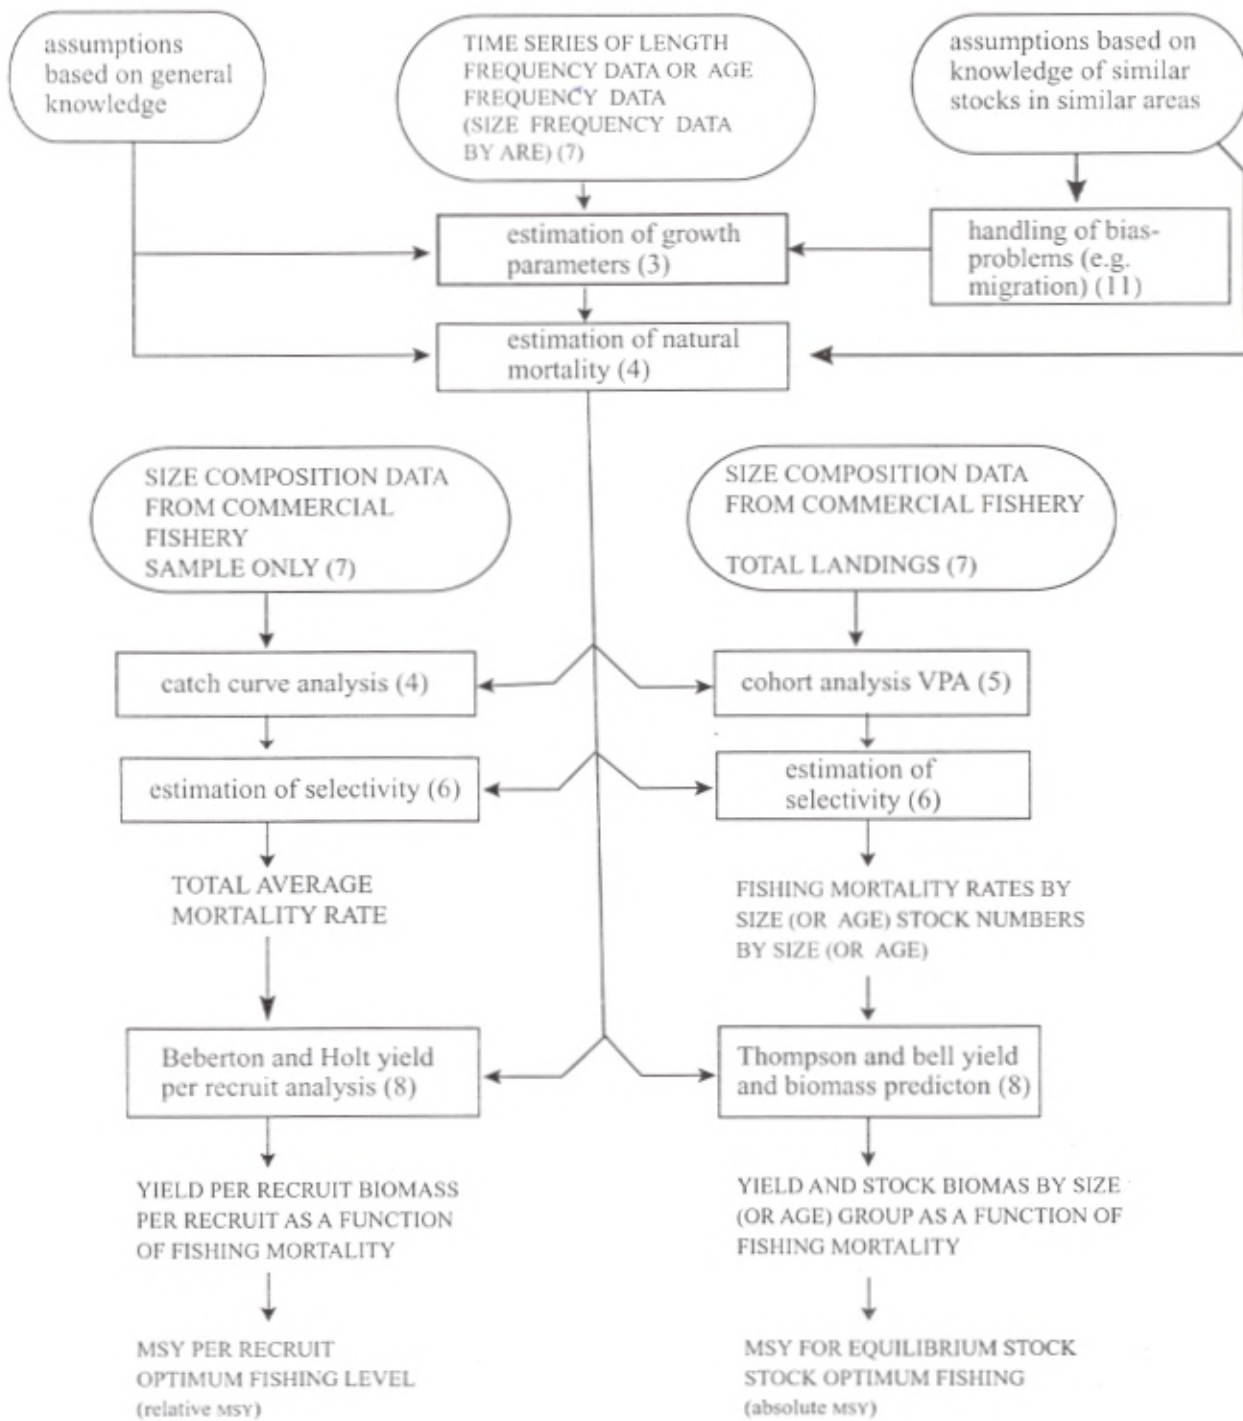 assumptions
based on general
knowledge
TIME SERIES OF LENGTH
FREQUENCY DATA OR AGE
FREQUENCY DATA
(SIZE FREQUENCY DATA
BY ARE) (7)
assumptions based on
knowledge of similar
stocks in similar areas
estimation of growth
parameters (3)
handling of bias-
problems (e.g.
migration) (11)
estimation of natural
mortality (4)
SIZE COMPOSITION DATA
FROM COMMERCIAL
FISHERY
SAMPLE ONLY (7)
SIZE COMPOSITION DATA
FROM COMMERCIAL FISHERY
TOTAL LANDINGS (7)
catch curve analysis (4)
cohort analysis VPA (5)
estimation of selectivity (6)
estimation of
selectivity (6)
TOTAL AVERAGE
MORTALITY RATE
FISHING MORTALITY RATES BY
SIZE (OR AGE) STOCK NUMBERS
BY SIZE (OR AGE)
Beberton and Holt yield
per recruit analysis (8)
Thompson and bell yield
and biomass predicton (8)
YIELD PER RECRUIT BIOMASS
PER RECRUIT AS A FUNCTION
OF FISHING MORTALITY
YIELD AND STOCK BIOMAS BY SIZE
(OR AGE) GROUP AS A FUNCTION OF
FISHING MORTALITY
MSY PER RECRUIT
OPTIMUM FISHING LEVEL
(relative MSY)
MSY FOR EQUILIBRIUM STOCK
STOCK OPTIMUM FISHING
(absolute MSY)